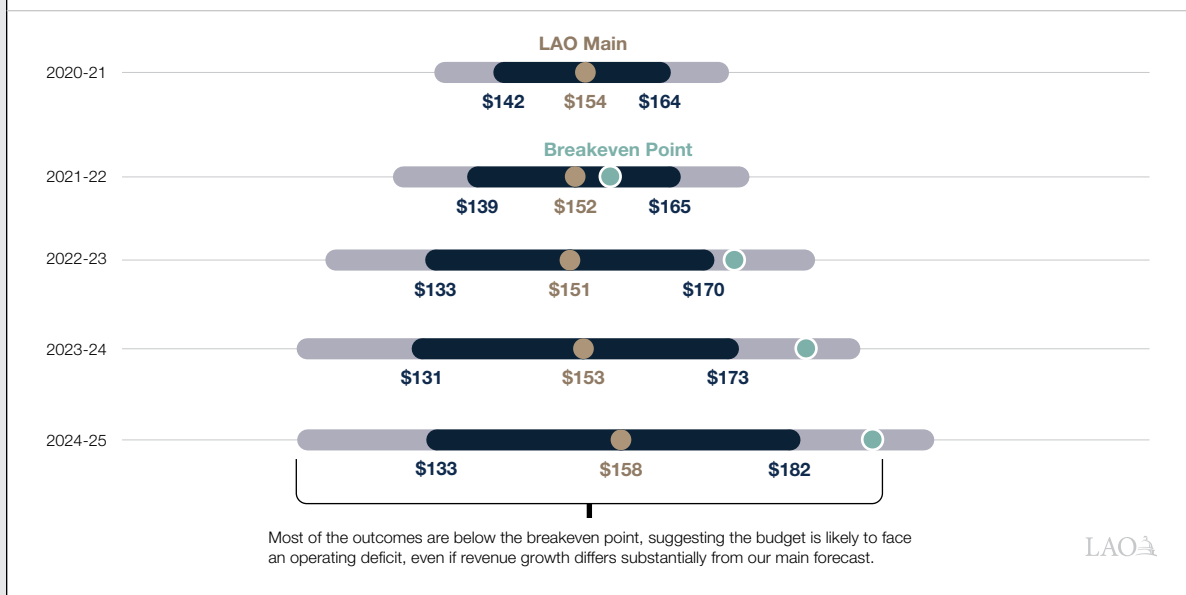 LAO Main
2020-21
$142 $154 $164
Breakeven Point
2021-22
$139 $152 $165
2022-23
$133 $151 $170
2023-24
$131 $153 $173
2024-25
$133 $158 $182
Most of the outcomes are below the breakeven point, suggesting the budget is likely to face
an operating deficit, even if revenue growth differs substantially from our main forecast.
LAO